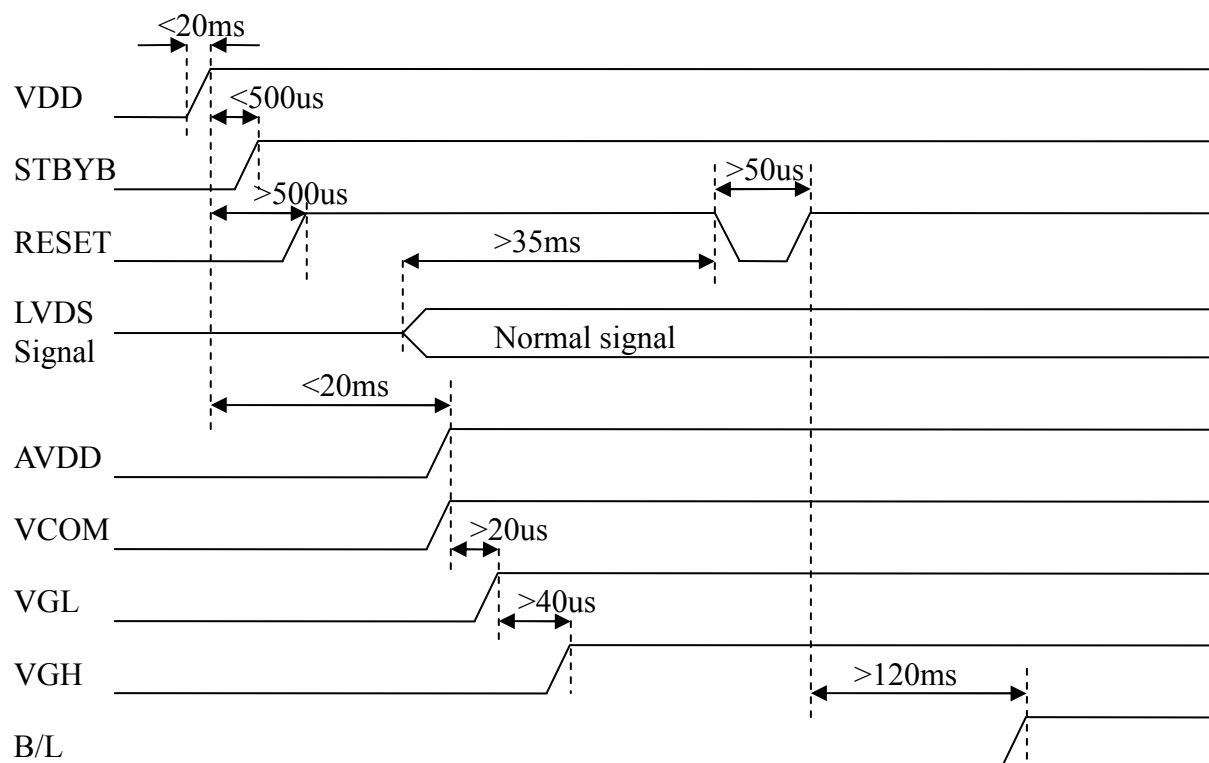 <20ms
VDD
<500us
STBYB
>500us
>50us
RESET
>35ms
LVDS
Signal
Normal signal
<20ms
AVDD
VCOM
>20us
VGL
>40us
VGH
>120ms
B/L